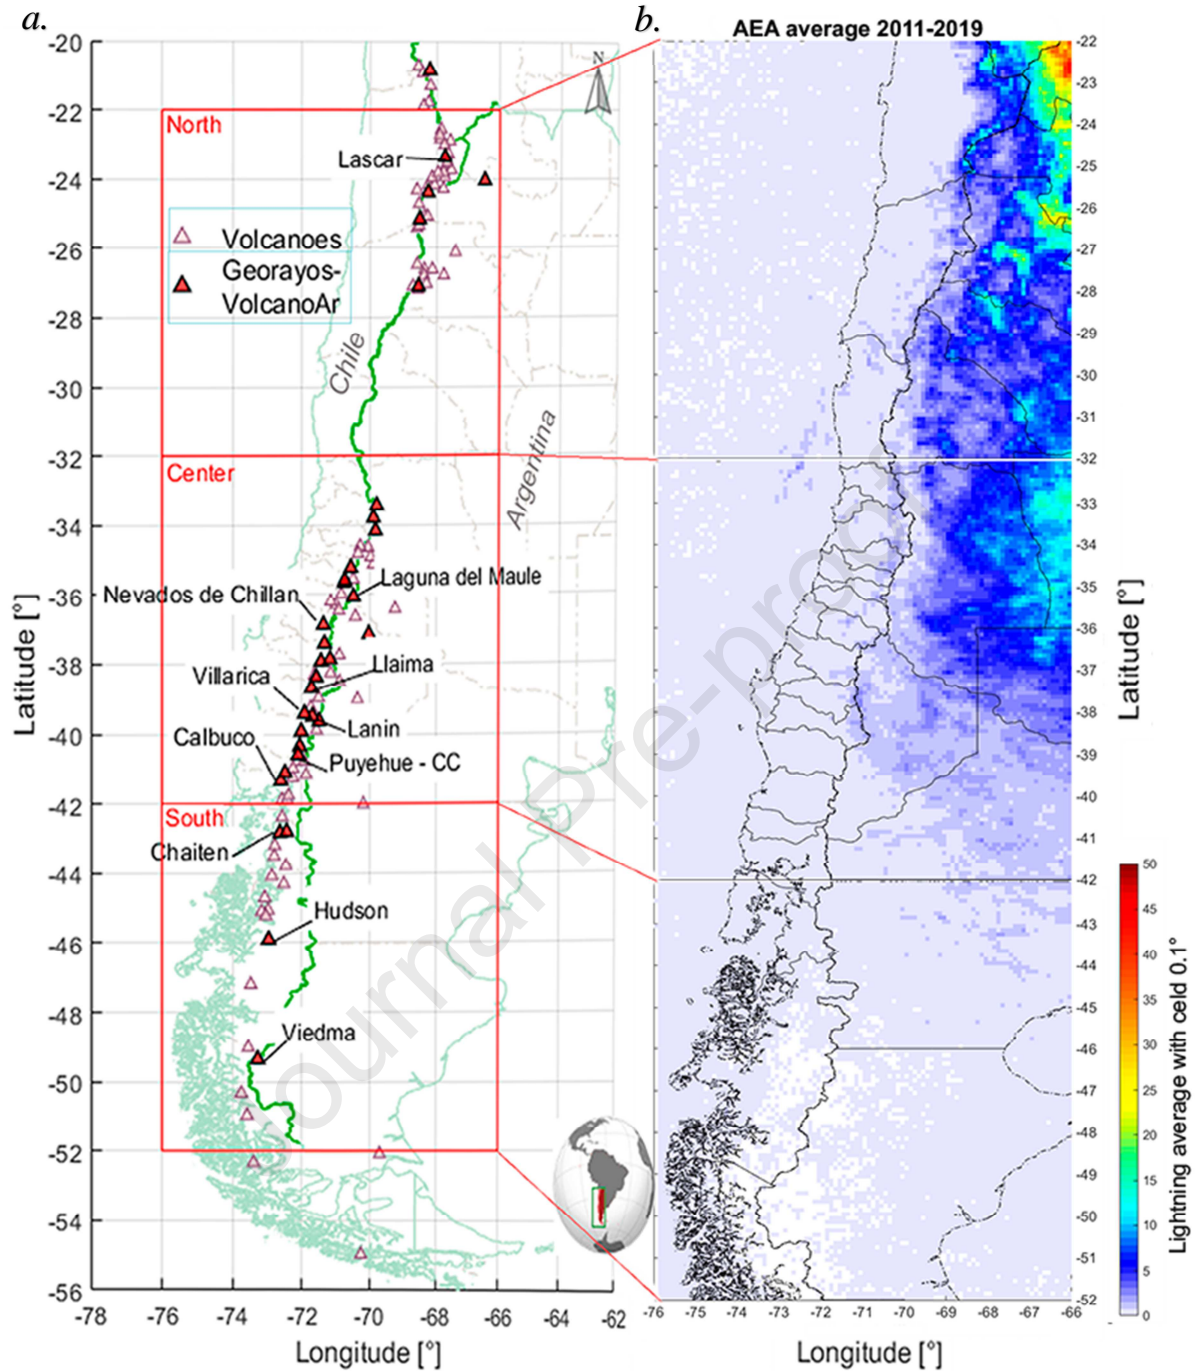 a.
b.
AEA average 2011-2019
-20
-22
-24
-26
-28
-30
-32
-34
-36
-38
-40
-42
-44
-46
-48
-50
-52
-54
-56
Latitude [°]
North
Lascar
Volcanoes
Georayos-
VolcanoAr
N
Chile
Argentina
Center
Laguna del Maule
Nevados de Chillan
Llaima
Villarica
Lanin
Calbuco
Puyehue - CC
South
Chaiten
Hudson
Viedma
-78
-76
-74
-72
-70
-68
-66
-64
-62
Longitude [°]
-22
-23
-24
-25
-26
-27
-28
-29
-30
-31
-32
-33
-34
-35
-36
-37
-38
-39
-40
-41
-42
-43
-44
-45
-46
-47
-48
-49
-50
-51
-52
Latitude [°]
-76
-75
-74
-73
-72
-71
-70
-69
-68
-67
-66
Longitude [°]
50
45
40
35
30
25
20
15
10
5
0
Lightning average with celd 0.1°
Journal Pre-proof